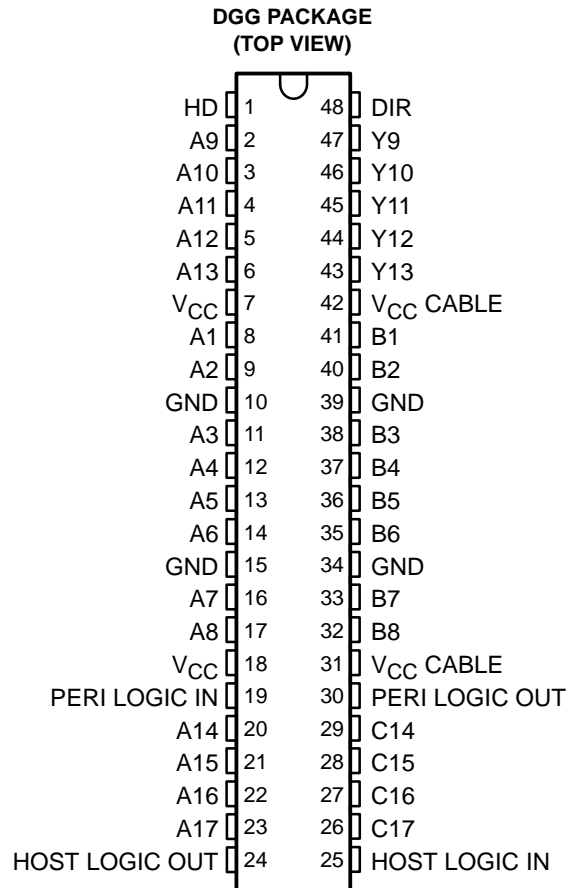 DGG PACKAGE
(TOP VIEW)
HD 1 48 DIR
A9 2 47 Y9
A10 3 46 Y10
A11 4 45 Y11
A12 5 44 Y12
A13 6 43 Y13
VCC 7 42 VCC CABLE
A1 8 41 B1
A2 9 40 B2
GND 10 39 GND
A3 11 38 B3
A4 12 37 B4
A5 13 36 B5
A6 14 35 B6
GND 15 34 GND
A7 16 33 B7
A8 17 32 B8
VCC 18 31 VCC CABLE
PERI LOGIC IN 19 30 PERI LOGIC OUT
A14 20 29 C14
A15 21 28 C15
A16 22 27 C16
A17 23 26 C17
HOST LOGIC OUT 24 25 HOST LOGIC IN